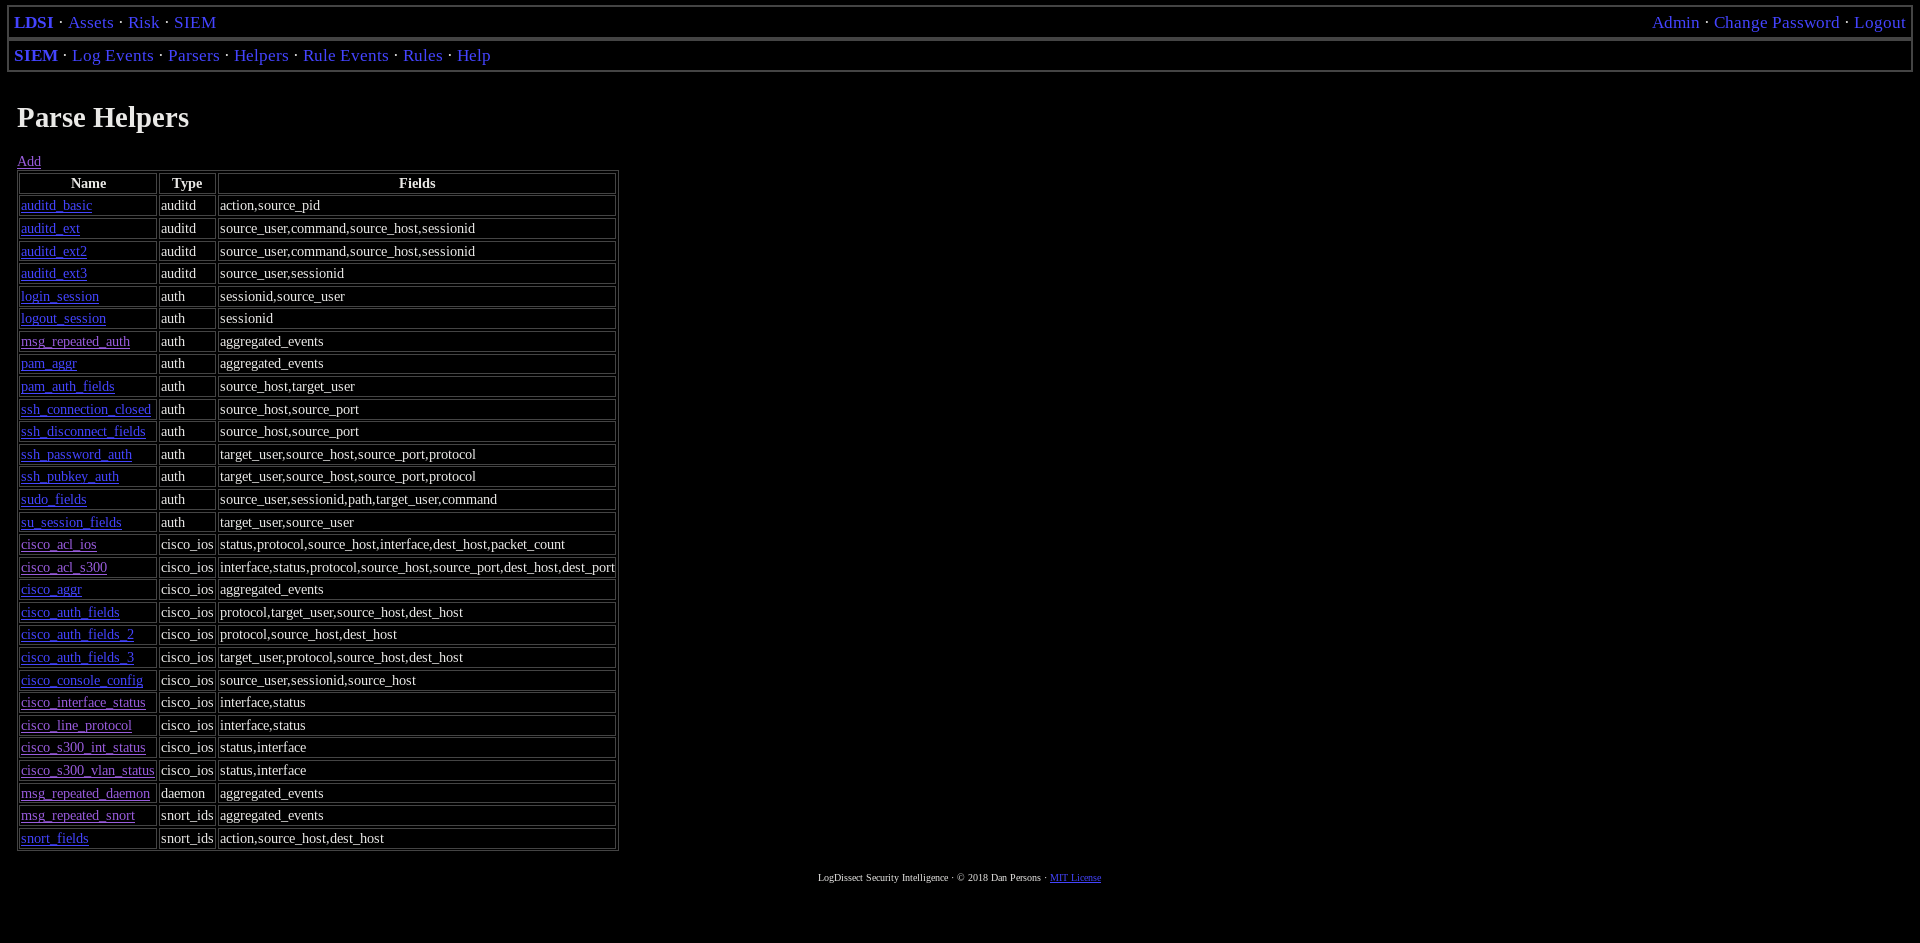 LDSI · Assets · Risk · SIEM Admin · Change Password · Logout
SIEM · Log Events · Parsers · Helpers · Rule Events · Rules · Help
Parse Helpers
Add
Name Type Fields
auditd_basic auditd action,source_pid
auditd_ext auditd source_user,command,source_host,sessionid
auditd_ext2 auditd source_user,command,source_host,sessionid
auditd_ext3 auditd source_user,sessionid
login_session auth sessionid,source_user
logout_session auth sessionid
msg_repeated_auth auth aggregated_events
pam_aggr auth aggregated_events
pam_auth_fields auth source_host,target_user
ssh_connection_closed auth source_host,source_port
ssh_disconnect_fields auth source_host,source_port
ssh_password_auth auth target_user,source_host,source_port,protocol
ssh_pubkey_auth auth target_user,source_host,source_port,protocol
sudo_fields auth source_user,sessionid,path,target_user,command
su_session_fields auth target_user,source_user
cisco_acl_ios cisco_ios status,protocol,source_host,interface,dest_host,packet_count
cisco_acl_s300 cisco_ios interface,status,protocol,source_host,source_port,dest_host,dest_port
cisco_aggr cisco_ios aggregated_events
cisco_auth_fields cisco_ios protocol,target_user,source_host,dest_host
cisco_auth_fields_2 cisco_ios protocol,source_host,dest_host
cisco_auth_fields_3 cisco_ios target_user,protocol,source_host,dest_host
cisco_console_config cisco_ios source_user,sessionid,source_host
cisco_interface_status cisco_ios interface,status
cisco_line_protocol cisco_ios interface,status
cisco_s300_int_status cisco_ios status,interface
cisco_s300_vlan_status cisco_ios status,interface
msg_repeated_daemon daemon aggregated_events
msg_repeated_snort snort_ids aggregated_events
snort_fields snort_ids action,source_host,dest_host
LogDissect Security Intelligence · © 2018 Dan Persons · MIT License